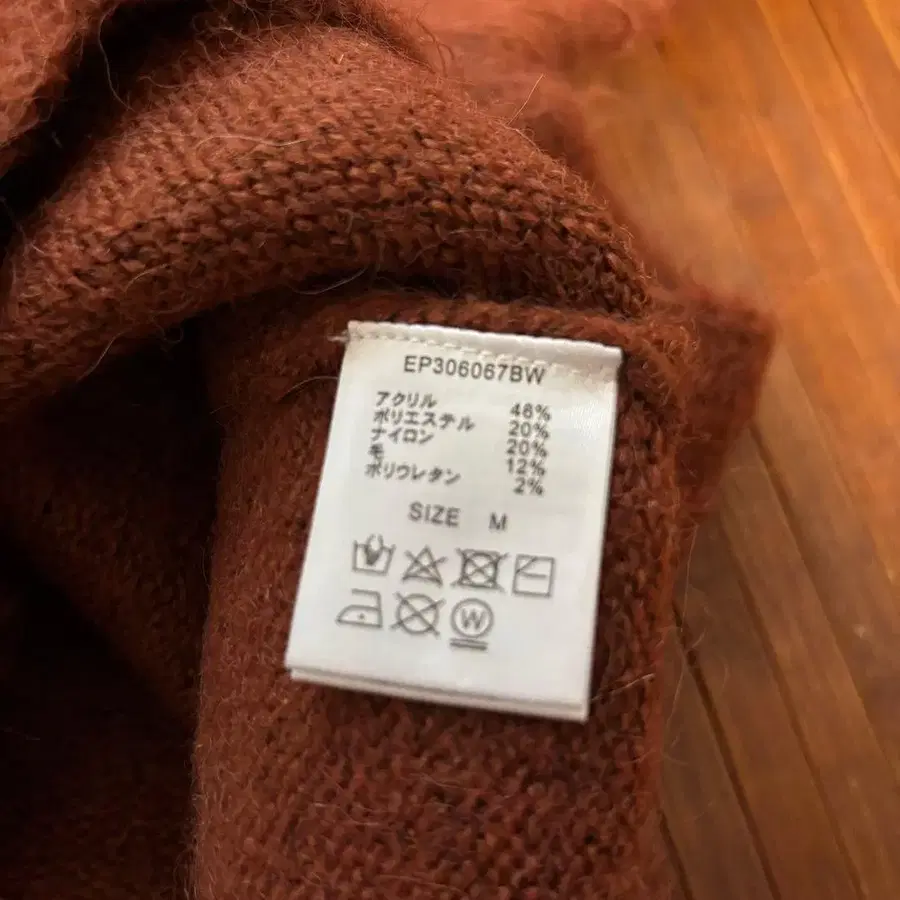 EP306067BW
アクリル 46%
ポリエステル 20%
ナイロン 20%
毛 12%
ポリウレタン 2%
SIZE M
W